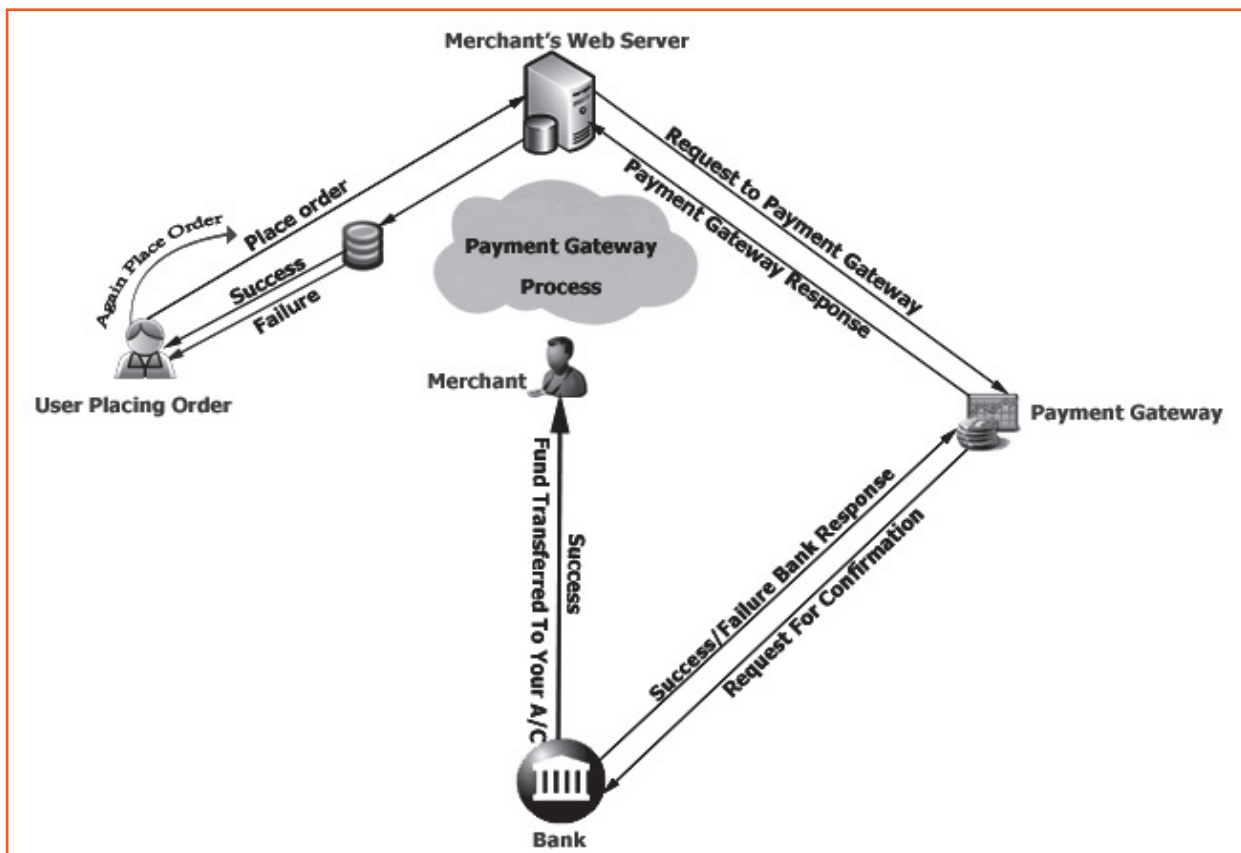 Merchant's Web Server
Place order
Again Place Order
Success
Failure
User Placing Order
Payment Gateway
Process
Request to Payment Gateway
Payment Gateway Response
Merchant
Payment Gateway
Fund Transferred To Your A/C
Success
Success/Failure Bank Response
Request For Confirmation
Bank